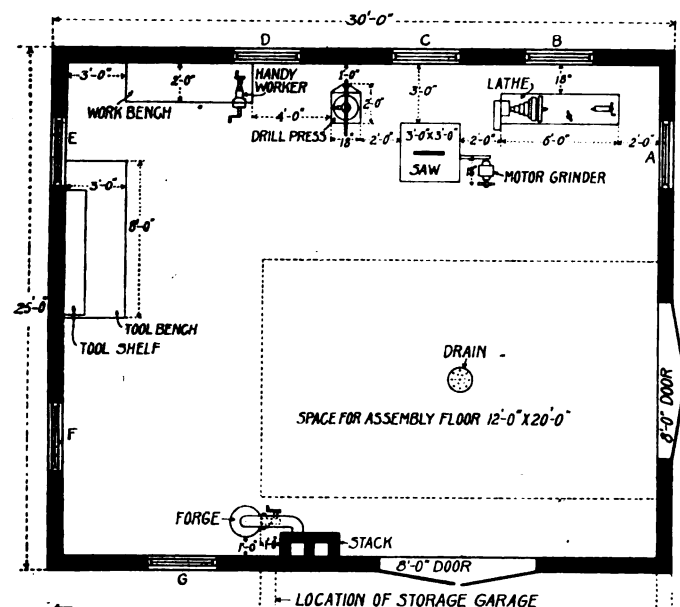 30'-0"
D
C
B
3'-0"
2'-0"
HANDY
WORKER
1'-0"
3'-0"
LATHE
18"
WORK BENCH
4'-0"
2'-0"
DRILL PRESS
18"
2'-0"
3'-0"X3'-0"
2'-0"
6'-0"
2'-0"
E
A
SAW
18"
MOTOR GRINDER
3'-0"
8'-0"
25'-0"
TOOL BENCH
TOOL SHELF
DRAIN
SPACE FOR ASSEMBLY FLOOR 12'-0"X20'-0"
8'-0" DOOR
F
FORGE
1'-0"
STACK
8'-0" DOOR
G
LOCATION OF STORAGE GARAGE